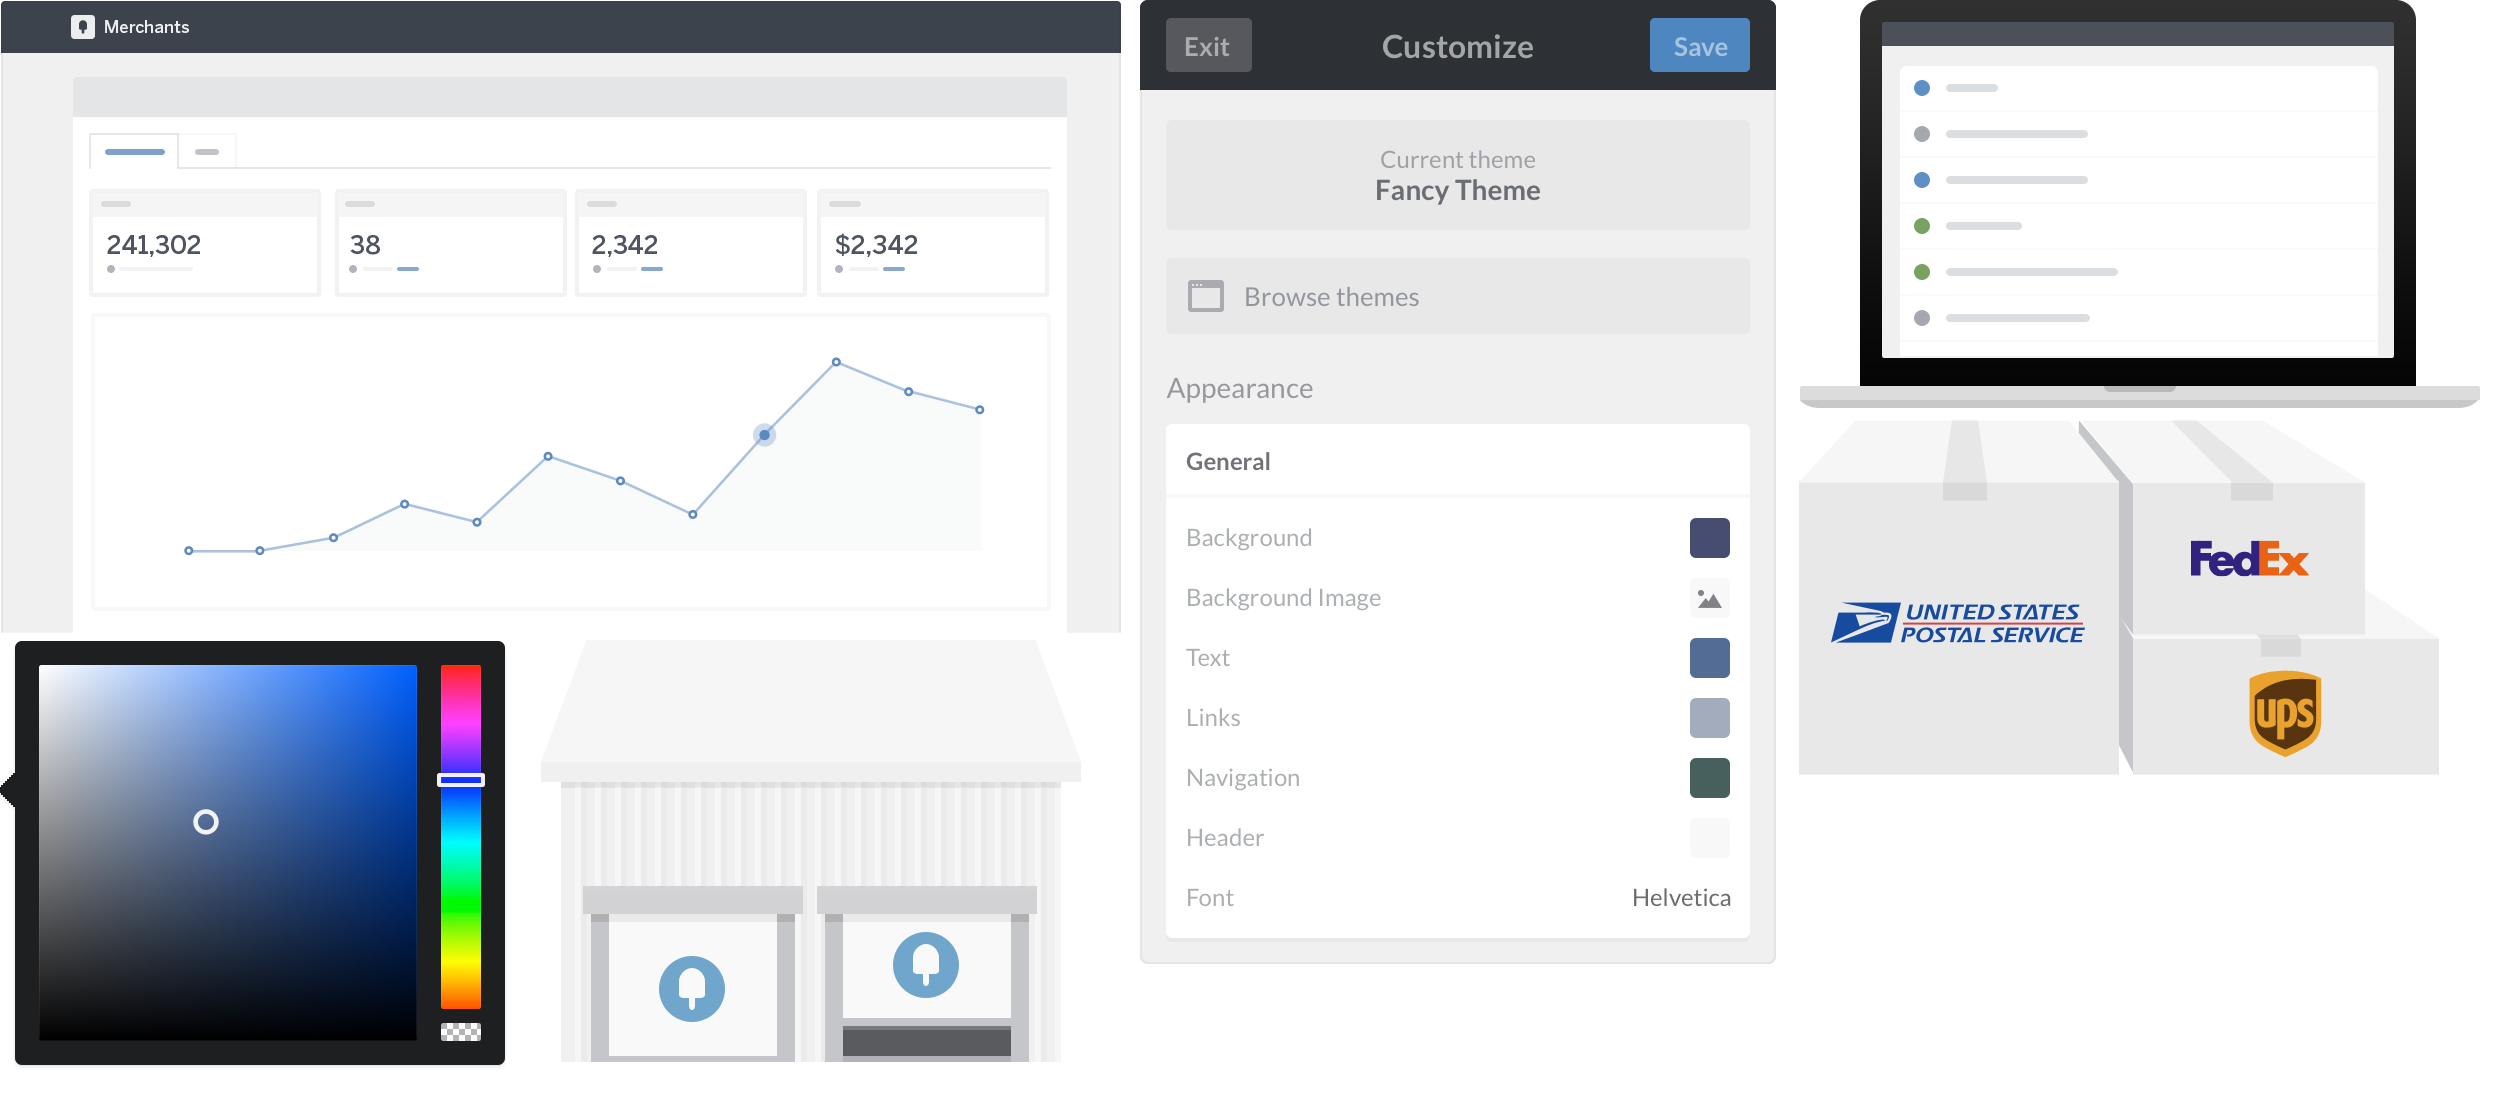 Merchants
241,302
38
2,342
$2,342
Exit
Customize
Save
Current theme
Fancy Theme
Browse themes
Appearance
General
Background
Background Image
Text
Links
Navigation
Header
Font
Helvetica
FedEx
UNITED STATES
POSTAL SERVICE
ups